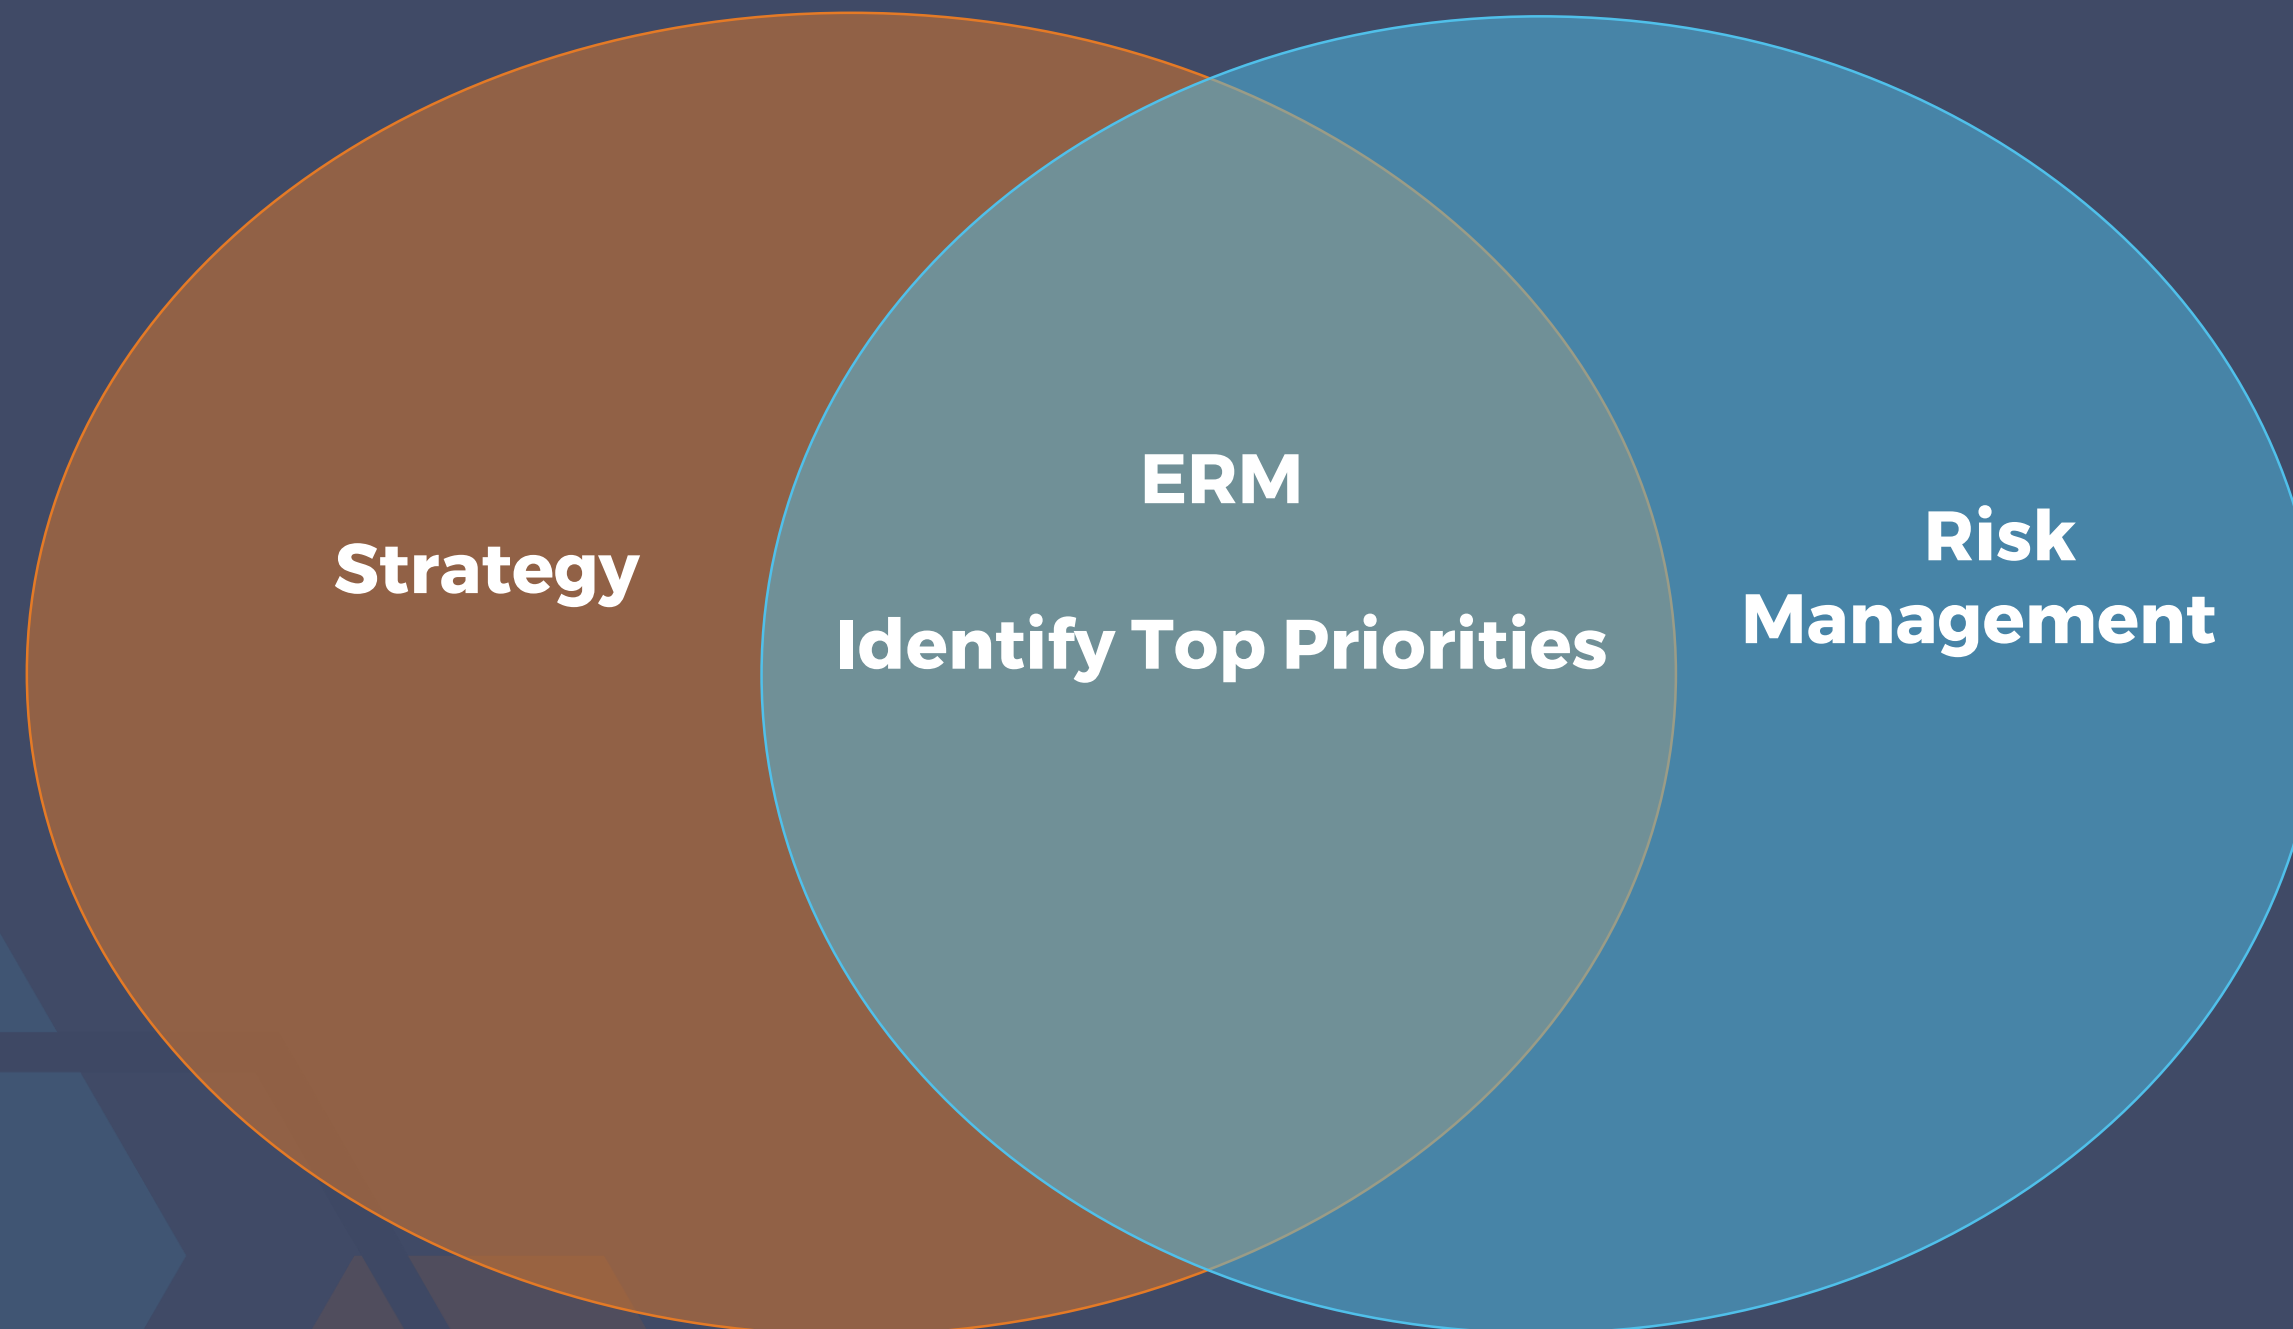 Strategy
ERM
Identify Top Priorities
Risk
Management